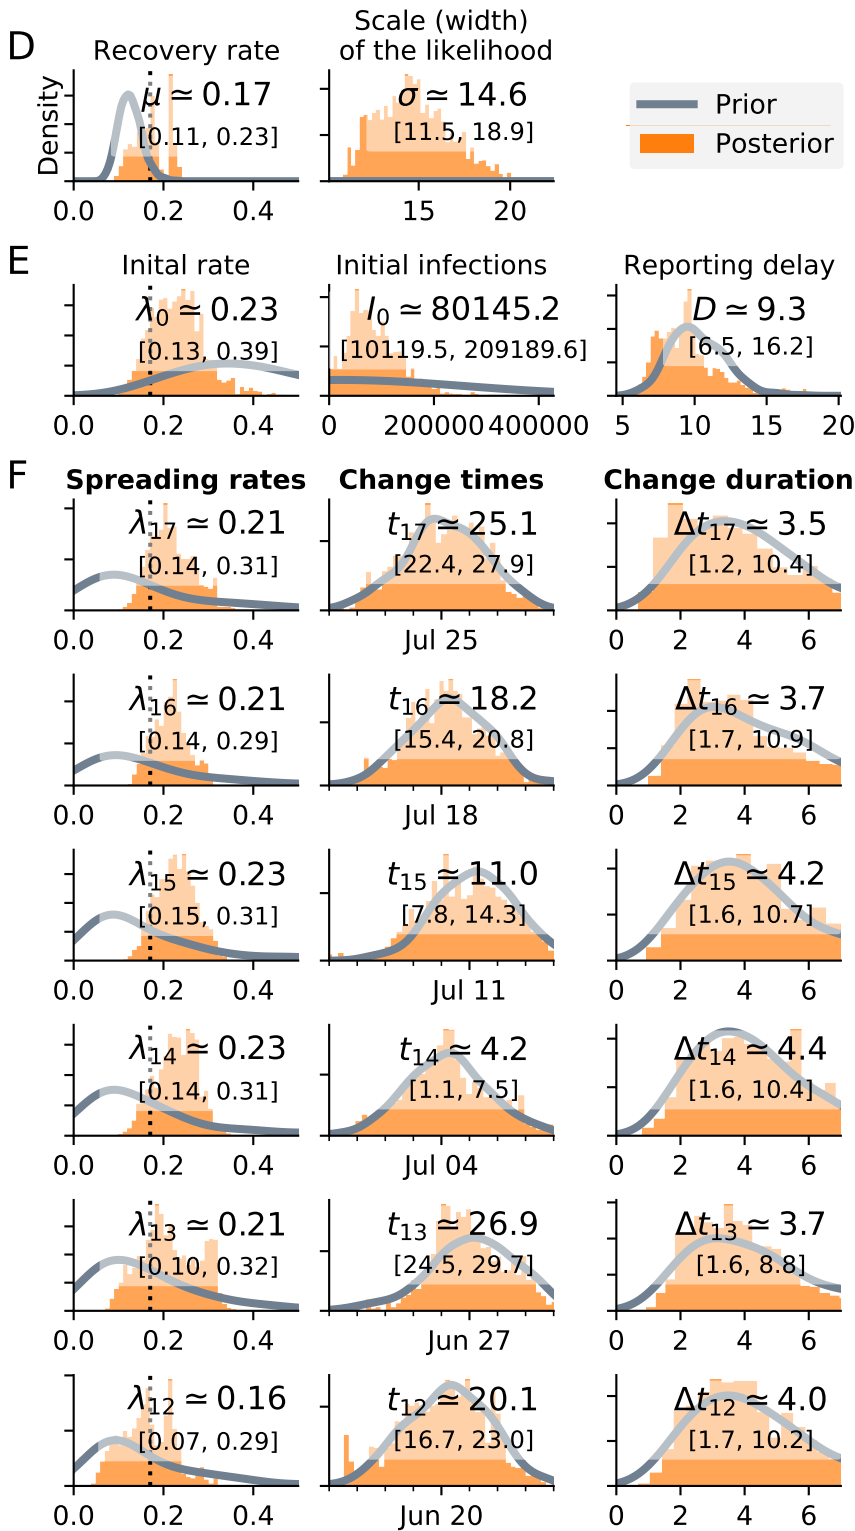 D
Recovery rate
Scale (width)
of the likelihood
Density
μ ≃ 0.17
[0.11, 0.23]
σ ≃ 14.6
[11.5, 18.9]
Prior
Posterior
0.0 0.2 0.4
15 20
E
Inital rate
Initial infections
Reporting delay
λ0 ≃ 0.23
[0.13, 0.39]
I0 ≃ 80145.2
[10119.5, 209189.6]
D ≃ 9.3
[6.5, 16.2]
0.0 0.2 0.4
0 200000 400000
5 10 15 20
F
Spreading rates
Change times
Change duration
λ17 ≃ 0.21
[0.14, 0.31]
t17 ≃ 25.1
[22.4, 27.9]
Δt17 ≃ 3.5
[1.2, 10.4]
0.0 0.2 0.4
Jul 25
0 2 4 6
λ16 ≃ 0.21
[0.14, 0.29]
t16 ≃ 18.2
[15.4, 20.8]
Δt16 ≃ 3.7
[1.7, 10.9]
0.0 0.2 0.4
Jul 18
0 2 4 6
λ15 ≃ 0.23
[0.15, 0.31]
t15 ≃ 11.0
[7.8, 14.3]
Δt15 ≃ 4.2
[1.6, 10.7]
0.0 0.2 0.4
Jul 11
0 2 4 6
λ14 ≃ 0.23
[0.14, 0.31]
t14 ≃ 4.2
[1.1, 7.5]
Δt14 ≃ 4.4
[1.6, 10.4]
0.0 0.2 0.4
Jul 04
0 2 4 6
λ13 ≃ 0.21
[0.10, 0.32]
t13 ≃ 26.9
[24.5, 29.7]
Δt13 ≃ 3.7
[1.6, 8.8]
0.0 0.2 0.4
Jun 27
0 2 4 6
λ12 ≃ 0.16
[0.07, 0.29]
t12 ≃ 20.1
[16.7, 23.0]
Δt12 ≃ 4.0
[1.7, 10.2]
0.0 0.2 0.4
Jun 20
0 2 4 6